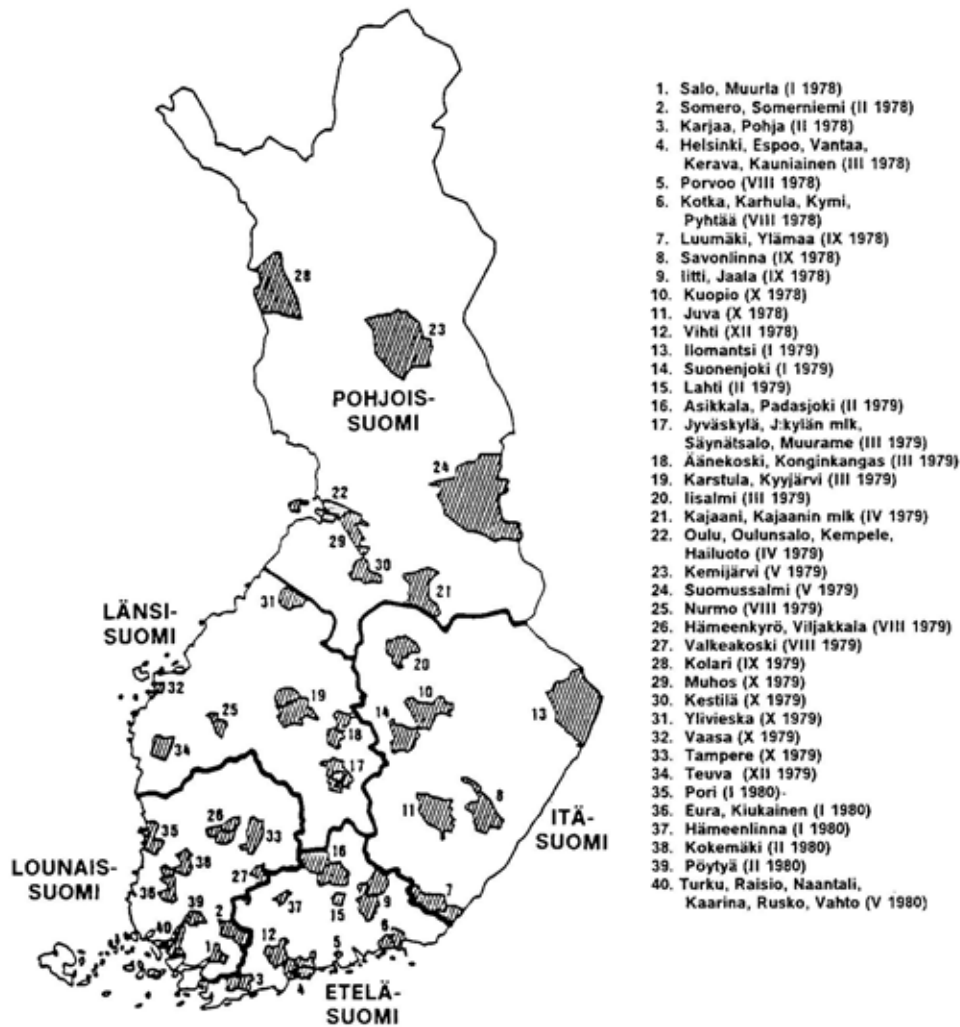 28
23
POHJOIS-
SUOMI
24
22
29
30
21
31
LÄNSI-
SUOMI
20
32
19
10
25
14
13
18
34
17
8
11
ITÄ-
SUOMI
26
35
33
16
38
LOUNAIS-
SUOMI
27
36
7
37
15
9
39
2
40
12
5
6
1
3
4
ETELÄ-
SUOMI
1. Salo, Muurla (I 1978)
2. Somero, Somerniemi (II 1978)
3. Karjaa, Pohja (II 1978)
4. Helsinki, Espoo, Vantaa,
Kerava, Kauniainen (III 1978)
5. Porvoo (VIII 1978)
6. Kotka, Karhula, Kymi,
Pyhtää (VIII 1978)
7. Luumäki, Ylämaa (IX 1978)
8. Savonlinna (IX 1978)
9. Iitti, Jaala (IX 1978)
10. Kuopio (X 1978)
11. Juva (X 1978)
12. Vihti (XII 1978)
13. Ilomantsi (I 1979)
14. Suonenjoki (I 1979)
15. Lahti (II 1979)
16. Asikkala, Padasjoki (II 1979)
17. Jyväskylä, J:kylän mlk,
Säynätsalo, Muurame (III 1979)
18. Äänekoski, Konginkangas (III 1979)
19. Karstula, Kyyjärvi (III 1979)
20. Iisalmi (III 1979)
21. Kajaani, Kajaanin mlk (IV 1979)
22. Oulu, Oulunsalo, Kempele,
Hailuoto (IV 1979)
23. Kemijärvi (V 1979)
24. Suomussalmi (V 1979)
25. Nurmo (VIII 1979)
26. Hämeenkyrö, Viljakkala (VIII 1979)
27. Valkeakoski (VIII 1979)
28. Kolari (IX 1979)
29. Muhos (X 1979)
30. Kestilä (X 1979)
31. Ylivieska (X 1979)
32. Vaasa (X 1979)
33. Tampere (X 1979)
34. Teuva (XII 1979)
35. Pori (I 1980)-
36. Eura, Kiukainen (I 1980)
37. Hämeenlinna (I 1980)
38. Kokemäki (II 1980)
39. Pöytyä (II 1980)
40. Turku, Raisio, Naantali,
Kaarina, Rusko, Vahto (V 1980)